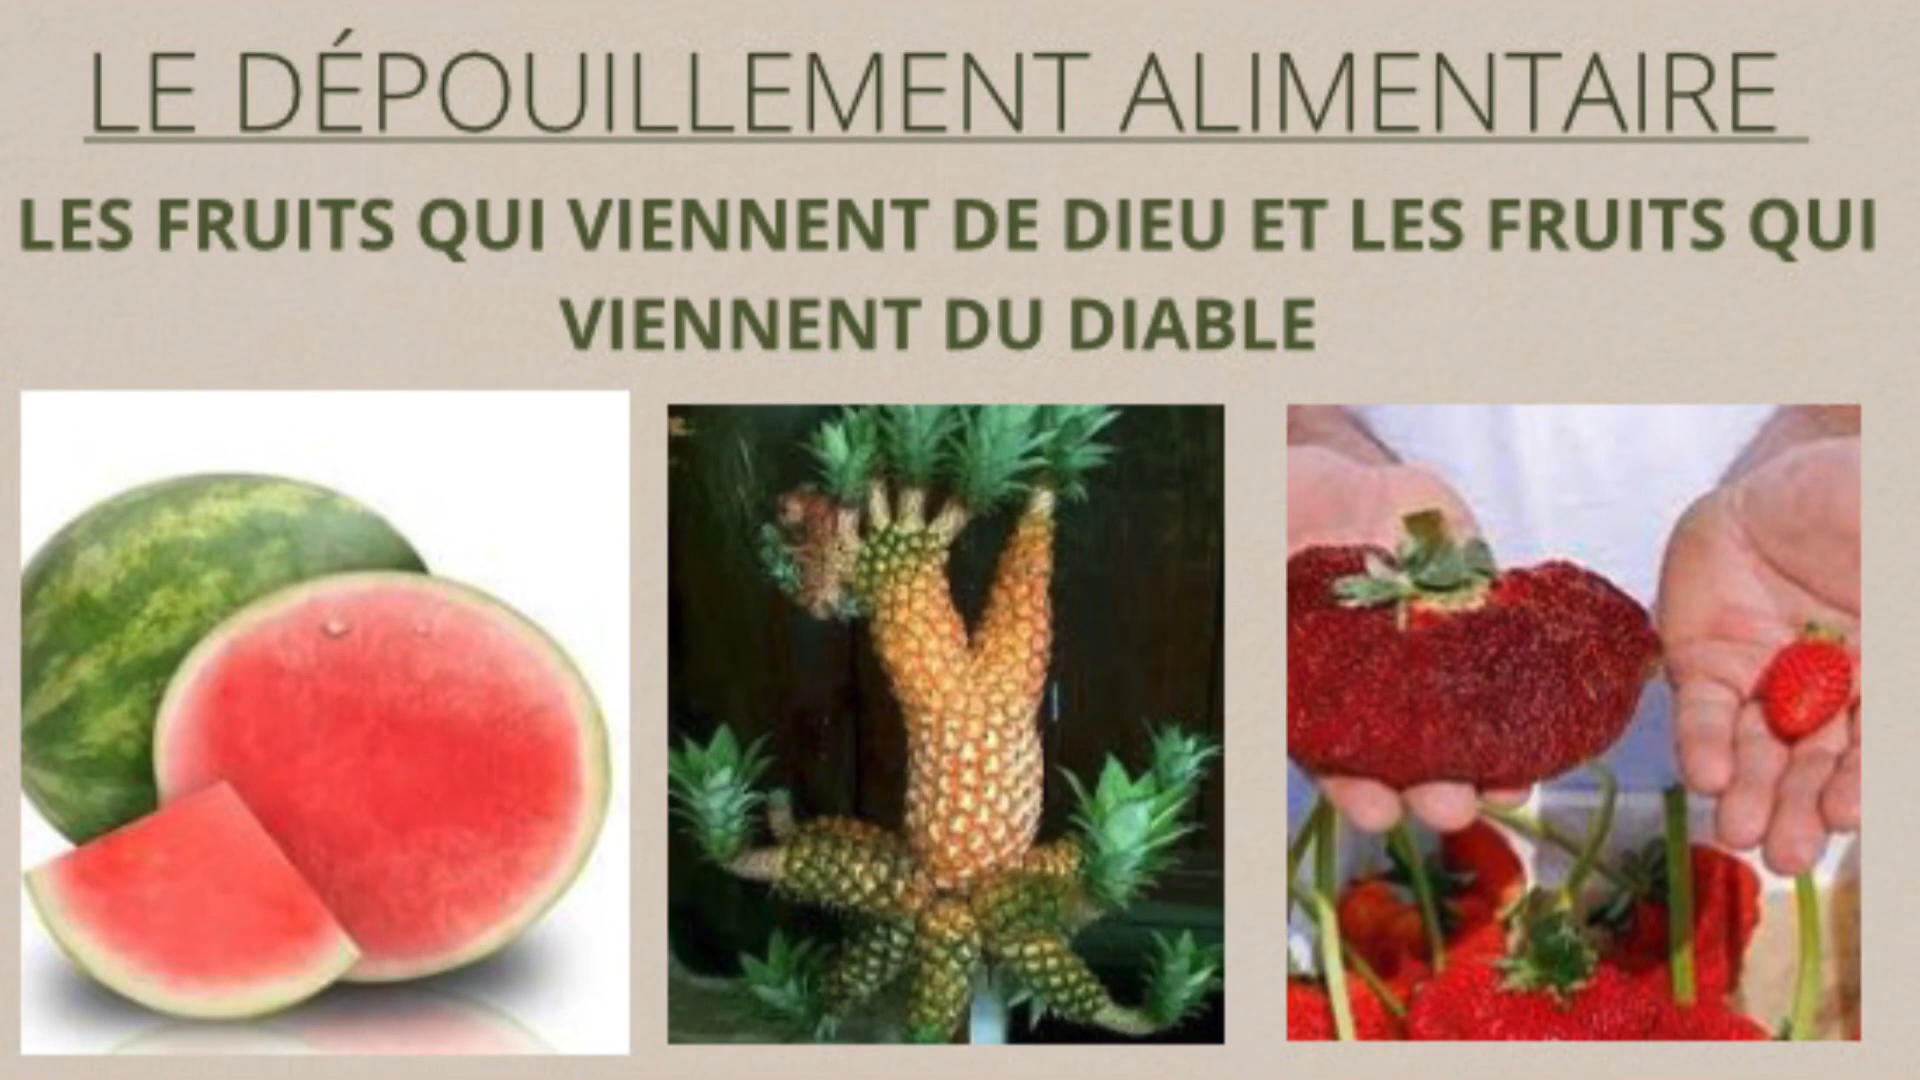 LE DÉPOUILLEMENT ALIMENTAIRE
LES FRUITS QUI VIENNENT DE DIEU ET LES FRUITS QUI
VIENNENT DU DIABLE